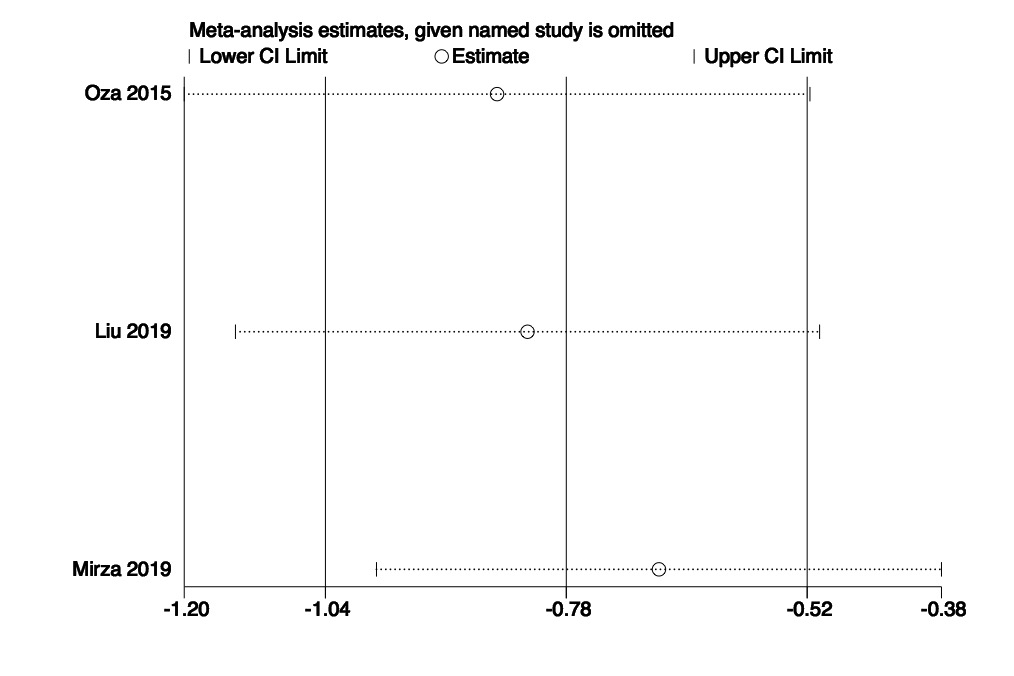 Meta-analysis estimates, given named study is omitted
Lower CI Limit Estimate Upper CI Limit
Oza 2015
Liu 2019
Mirza 2019
-1.20 -1.04 -0.78 -0.52 -0.38